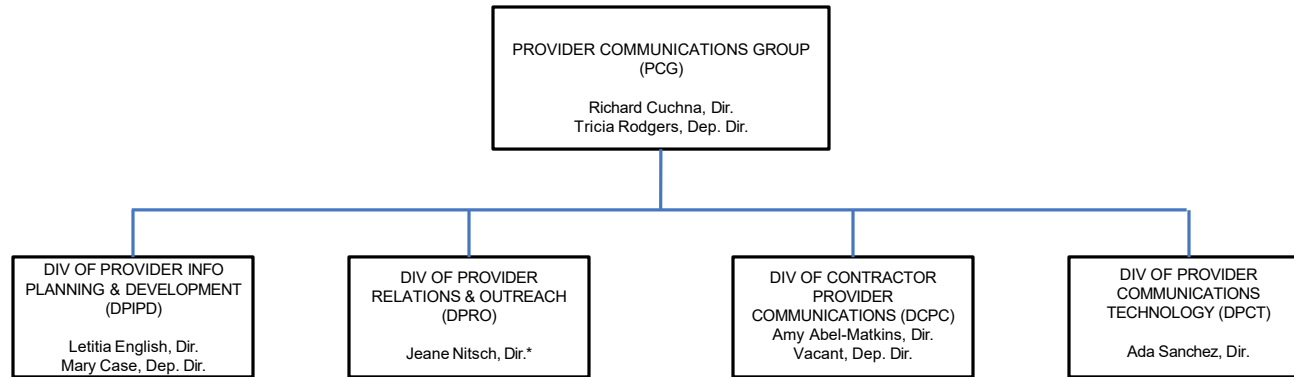 PROVIDER COMMUNICATIONS GROUP
(PCG)
Richard Cuchna, Dir.
Tricia Rodgers, Dep. Dir.
DIV OF PROVIDER INFO
PLANNING & DEVELOPMENT
(DPIPD)
Letitia English, Dir.
Mary Case, Dep. Dir.
DIV OF PROVIDER
RELATIONS & OUTREACH
(DPRO)
Jeane Nitsch, Dir.*
DIV OF CONTRACTOR
PROVIDER
COMMUNICATIONS (DCPC)
Amy Abel-Matkins, Dir.
Vacant, Dep. Dir.
DIV OF PROVIDER
COMMUNICATIONS
TECHNOLOGY (DPCT)
Ada Sanchez, Dir.